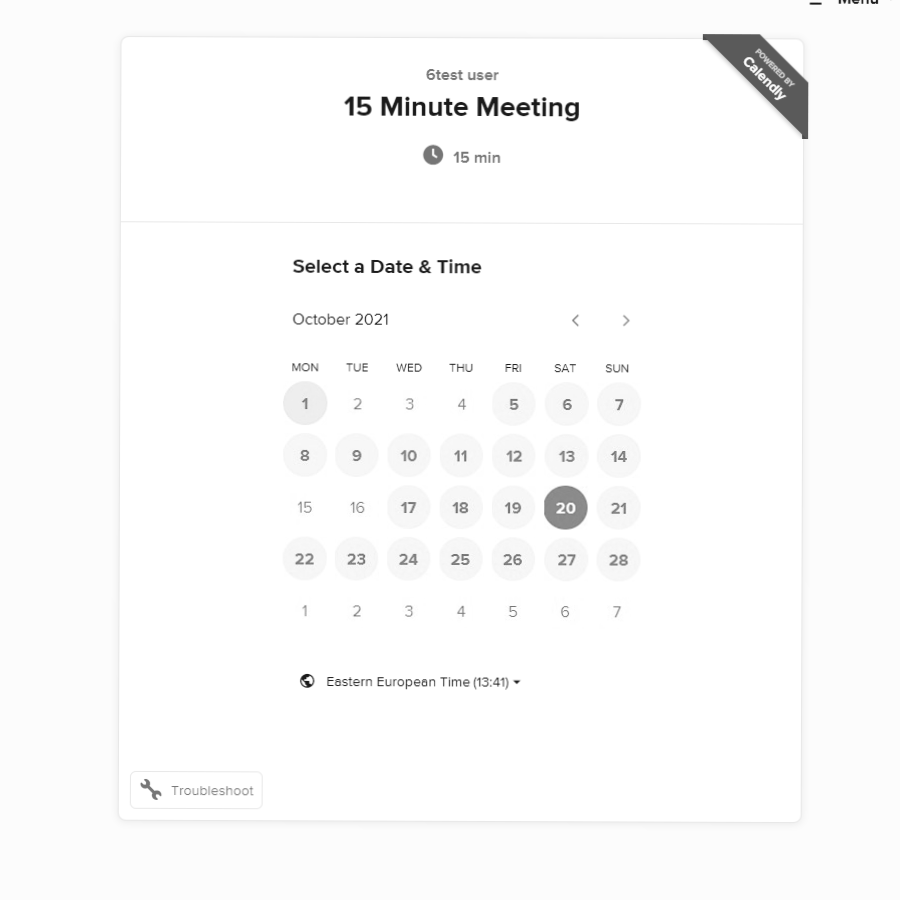 Menu
POWERED BY
Calendly
6test user
15 Minute Meeting
15 min
Select a Date & Time
October 2021
MON TUE WED THU FRI SAT SUN
1 2 3 4 5 6 7
8 9 10 11 12 13 14
15 16 17 18 19 20 21
22 23 24 25 26 27 28
1 2 3 4 5 6 7
Eastern European Time (13:41)
Troubleshoot